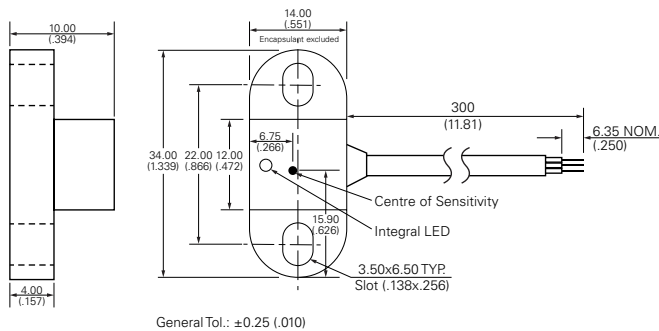 10.00
(.394)
14.00
(.551)
Encapsulant excluded
300
(11.81)
6.35 NOM.
(.250)
6.75
(.266)
34.00
(1.339)
22.00
(.866)
12.00
(.472)
Centre of Sensitivity
15.90
(.626)
Integral LED
3.50x6.50 TYP.
Slot (.138x.256)
4.00
(.157)
General Tol.: ±0.25 (.010)